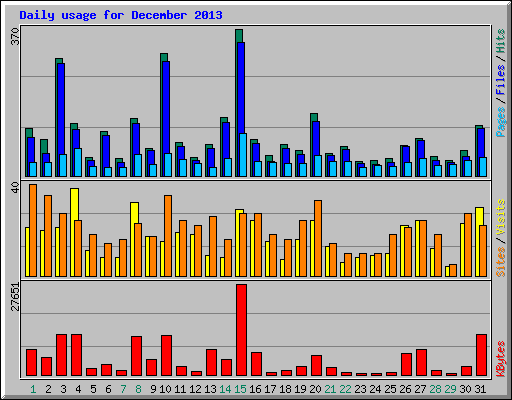 Daily usage for December 2013
370
Pages / Files / Hits
40
Sites / Visits
27651
KBytes
1 2 3 4 5 6 7 8 9 10 11 12 13 14 15 16 17 18 19 20 21 22 23 24 25 26 27 28 29 30 31